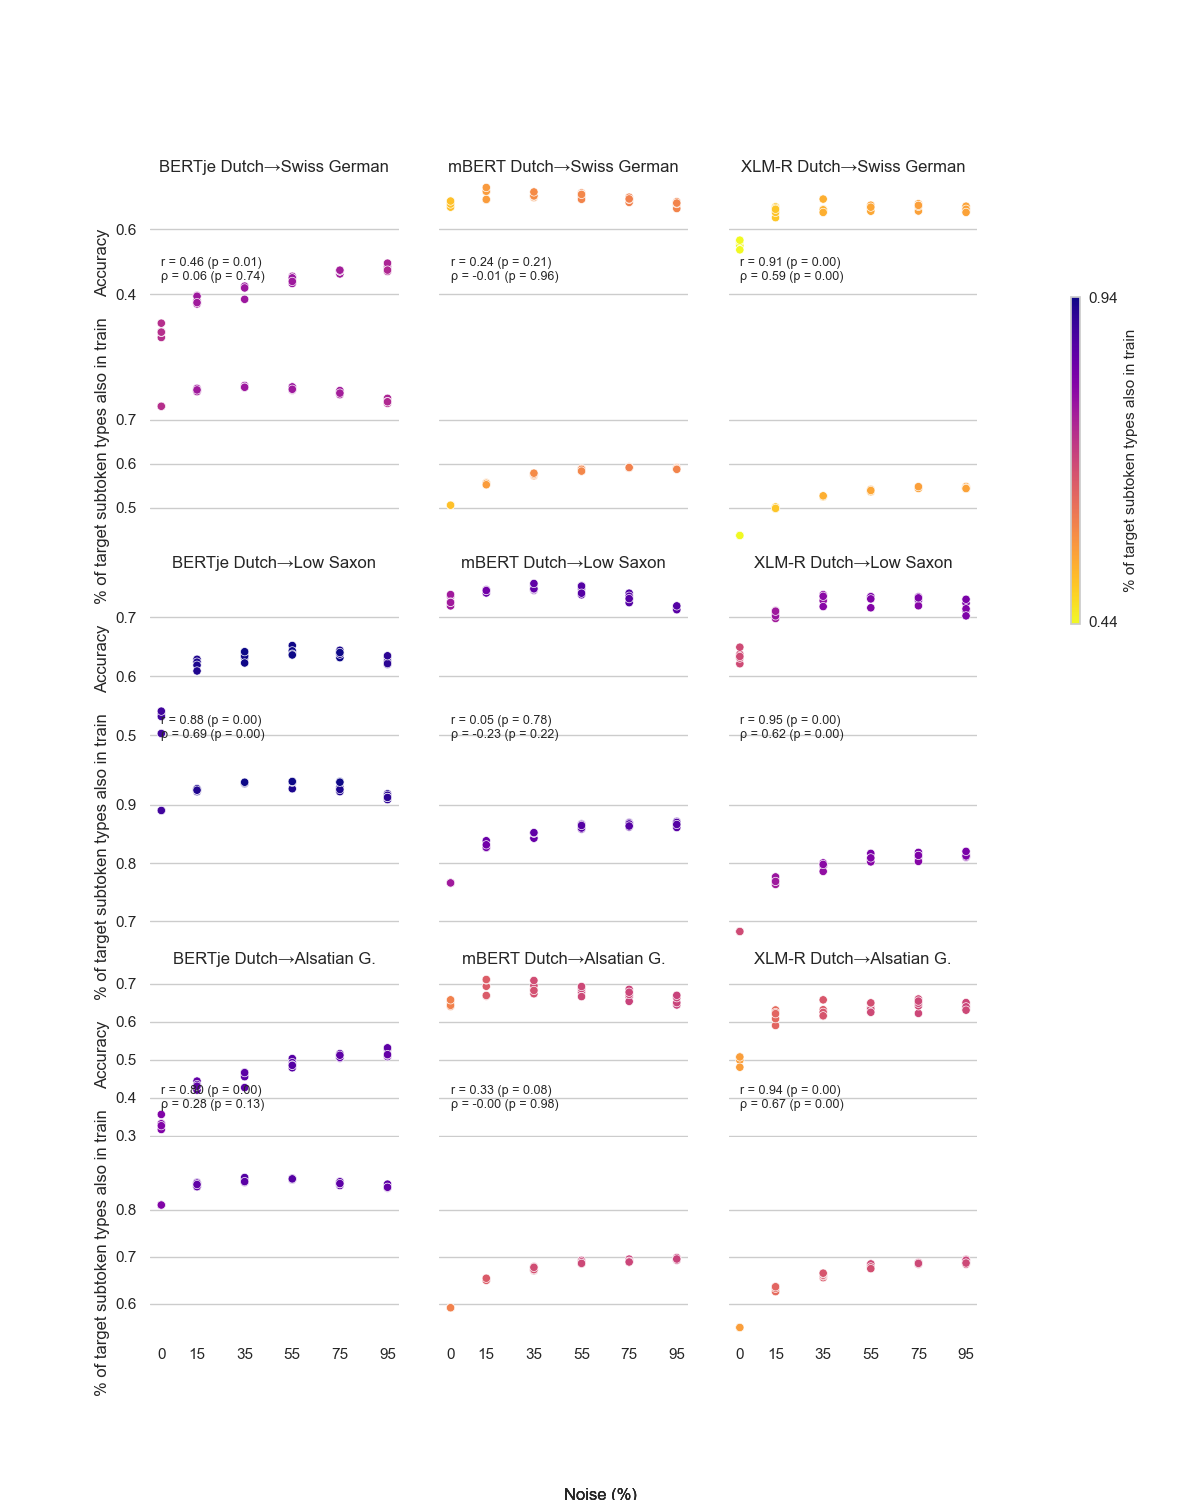 BERTje Dutch→Swiss German
mBERT Dutch→Swiss German
XLM-R Dutch→Swiss German
Accuracy
0.6
0.4
r = 0.46 (p = 0.01)
ρ = 0.06 (p = 0.74)
r = 0.24 (p = 0.21)
ρ = -0.01 (p = 0.96)
r = 0.91 (p = 0.00)
ρ = 0.59 (p = 0.00)
% of target subtoken types also in train
0.7
0.6
0.5
BERTje Dutch→Low Saxon
mBERT Dutch→Low Saxon
XLM-R Dutch→Low Saxon
Accuracy
0.7
0.6
0.5
r = 0.88 (p = 0.00)
ρ = 0.69 (p = 0.00)
r = 0.05 (p = 0.78)
ρ = -0.23 (p = 0.22)
r = 0.95 (p = 0.00)
ρ = 0.62 (p = 0.00)
% of target subtoken types also in train
0.9
0.8
0.7
BERTje Dutch→Alsatian G.
mBERT Dutch→Alsatian G.
XLM-R Dutch→Alsatian G.
Accuracy
0.7
0.6
0.5
0.4
0.3
r = (p = 0.00)
ρ = 0.28 (p = 0.13)
r = 0.33 (p = 0.08)
ρ = -0.00 (p = 0.98)
r = 0.94 (p = 0.00)
ρ = 0.67 (p = 0.00)
% of target subtoken types also in train
0.8
0.7
0.6
0 15 35 55 75 95
0 15 35 55 75 95
0 15 35 55 75 95
Noise (%)
0.94
0.44
% of target subtoken types also in train